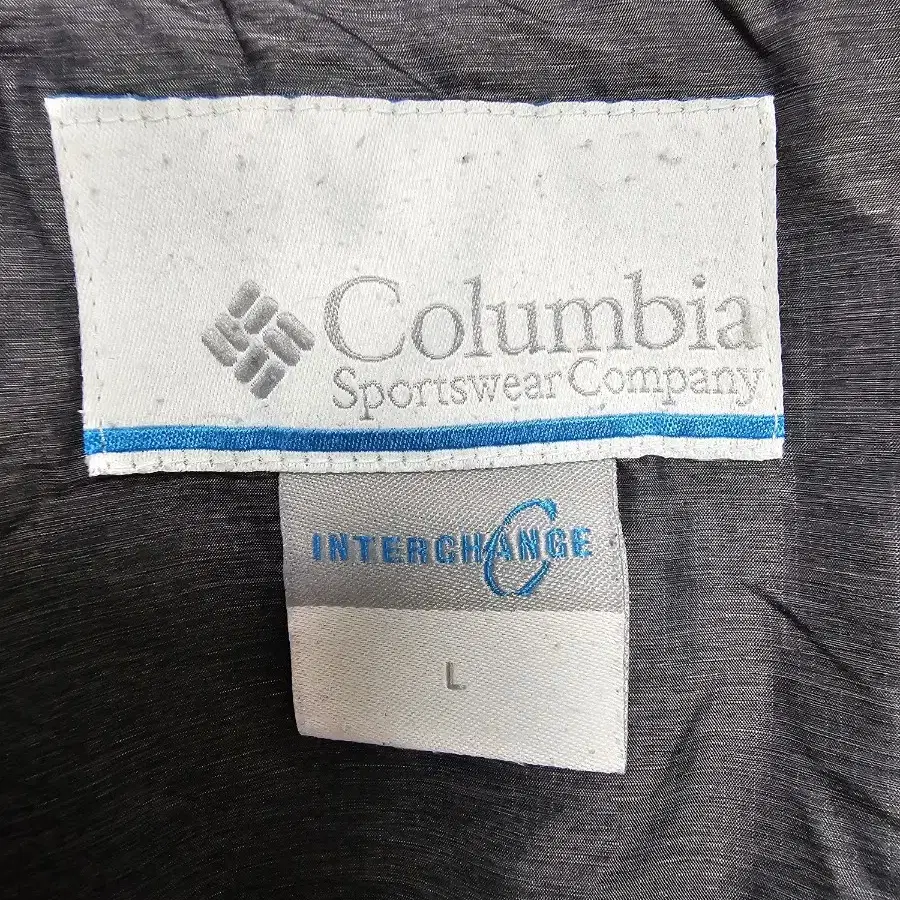 Columbia
Sportswear Company
INTERCHANGE
L